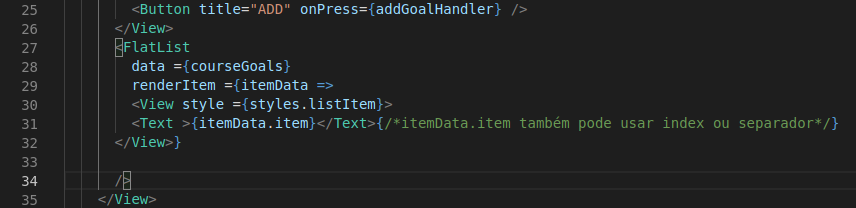 25 <Button title="ADD" onPress={addGoalHandler} />
26 </View>
27 <FlatList
28 data ={courseGoals}
29 renderItem ={itemData =>
30 <View style ={styles.listItem}>
31 <Text >{itemData.item}</Text>{/*itemData.item também pode usar index ou separador*/}
32 </View>}
33
34 />
35 </View>